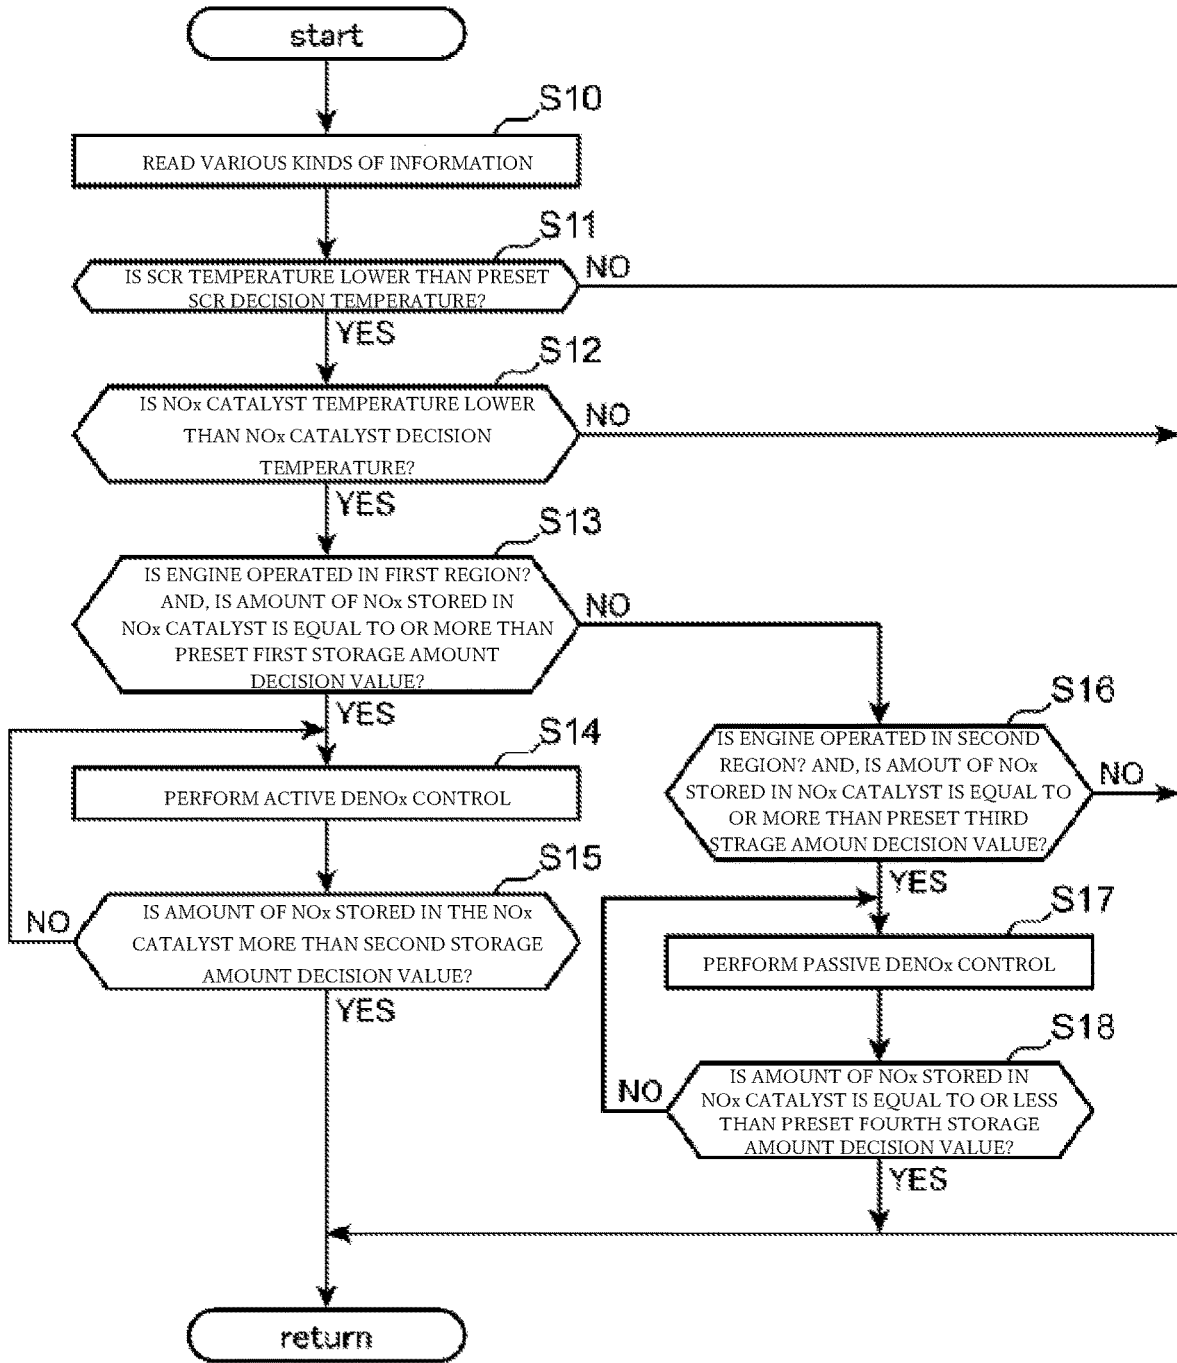 start
S10
READ VARIOUS KINDS OF INFORMATION
S11
IS SCR TEMPERATURE LOWER THAN PRESET
SCR DECISION TEMPERATURE?
NO
YES
S12
IS NOx CATALYST TEMPERATURE LOWER
THAN NOx CATALYST DECISION
TEMPERATURE?
NO
YES
S13
IS ENGINE OPERATED IN FIRST REGION?
AND, IS AMOUNT OF NOx STORED IN
NOx CATALYST IS EQUAL TO OR MORE THAN
PRESET FIRST STORAGE AMOUNT
DECISION VALUE?
NO
YES
S14
PERFORM ACTIVE DENOx CONTROL
S15
IS AMOUNT OF NOx STORED IN THE NOx
CATALYST MORE THAN SECOND STORAGE
AMOUNT DECISION VALUE?
NO
YES
S16
IS ENGINE OPERATED IN SECOND
REGION? AND, IS AMOUT OF NOx
STORED IN NOx CATALYST IS EQUAL TO
OR MORE THAN PRESET THIRD
STRAGE AMOUN DECISION VALUE?
NO
YES
S17
PERFORM PASSIVE DENOx CONTROL
S18
IS AMOUNT OF NOx STORED IN
NOx CATALYST IS EQUAL TO OR LESS
THAN PRESET FOURTH STORAGE
AMOUNT DECISION VALUE?
NO
YES
return